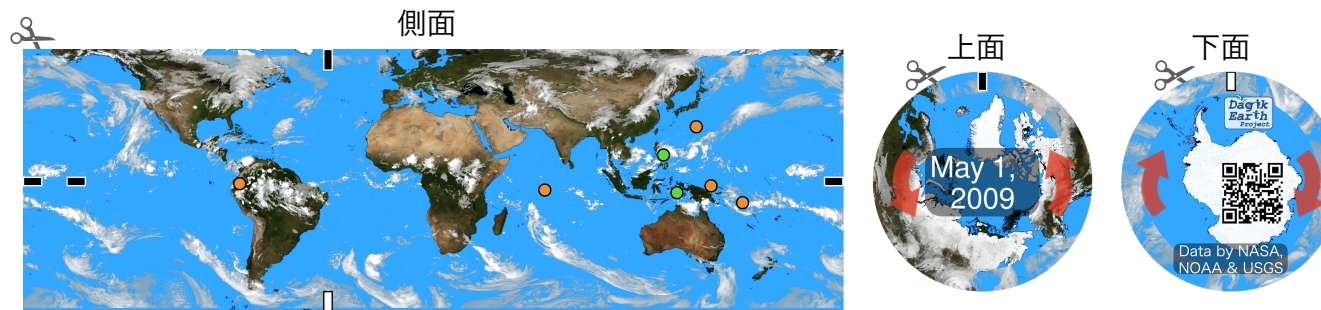 側面
上面
May 1,
2009
下面
Dagik
Earth
Project
Data by NASA,
NOAA & USGS